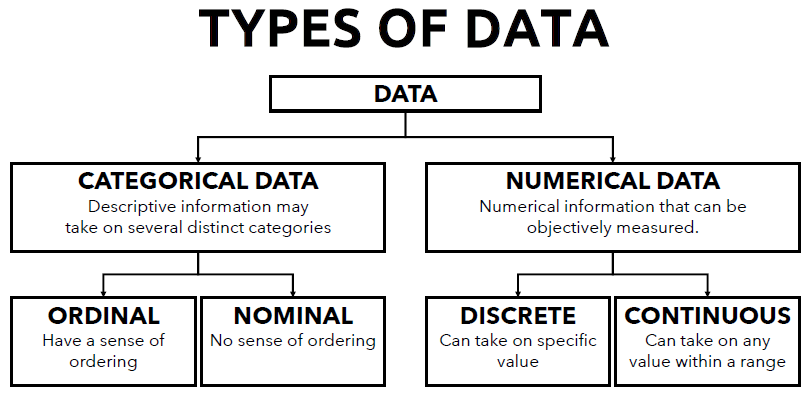 TYPES OF DATA
DATA
CATEGORICAL DATA
Descriptive information may
take on several distinct categories
NUMERICAL DATA
Numerical information that can be
objectively measured.
ORDINAL
Have a sense of
ordering
NOMINAL
No sense of ordering
DISCRETE
Can take on specific
value
CONTINUOUS
Can take on any
value within a range